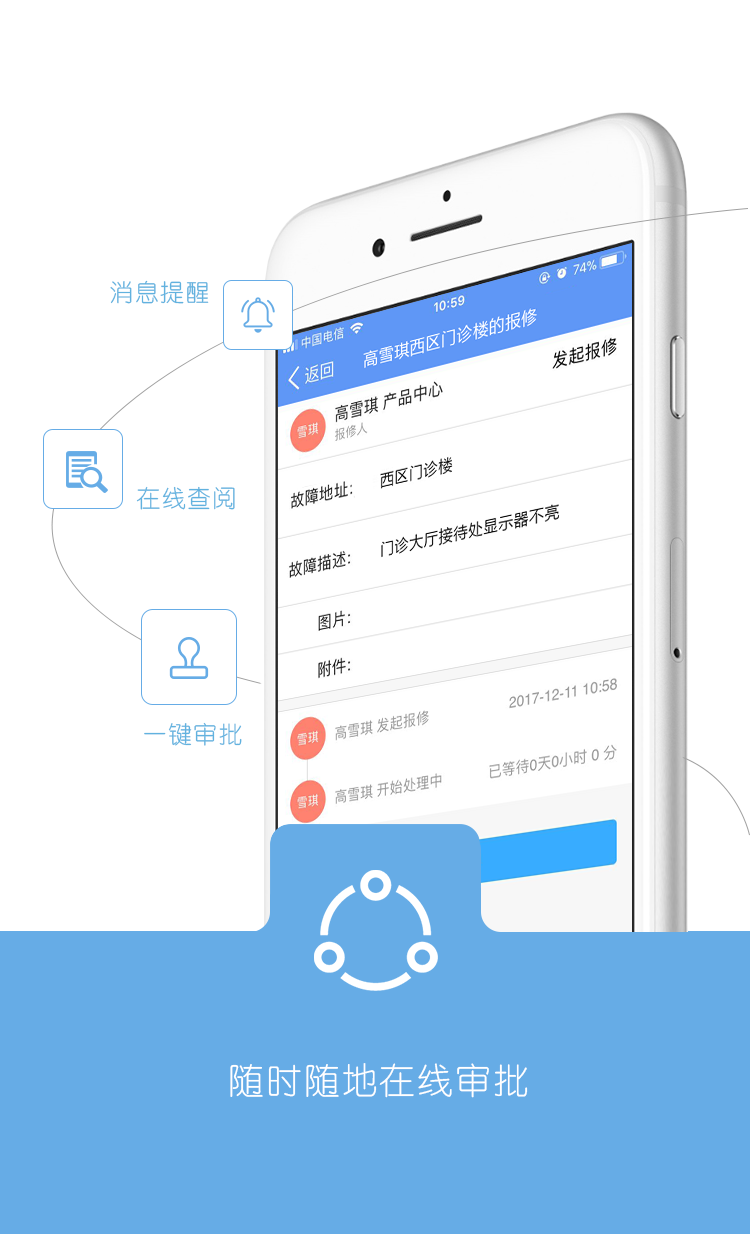 消息提醒
在线查阅
一键审批
中国电信
10:59
74%
返回
高雪琪西区门诊楼的报修
雪琪
高雪琪 产品中心
报修人
发起报修
故障地址:
西区门诊楼
故障描述:
门诊大厅接待处显示器不亮
图片:
附件:
雪琪
高雪琪 发起报修
2017-12-11 10:58
雪琪
高雪琪 开始处理中
已等待0天0小时 0 分
随时随地在线审批